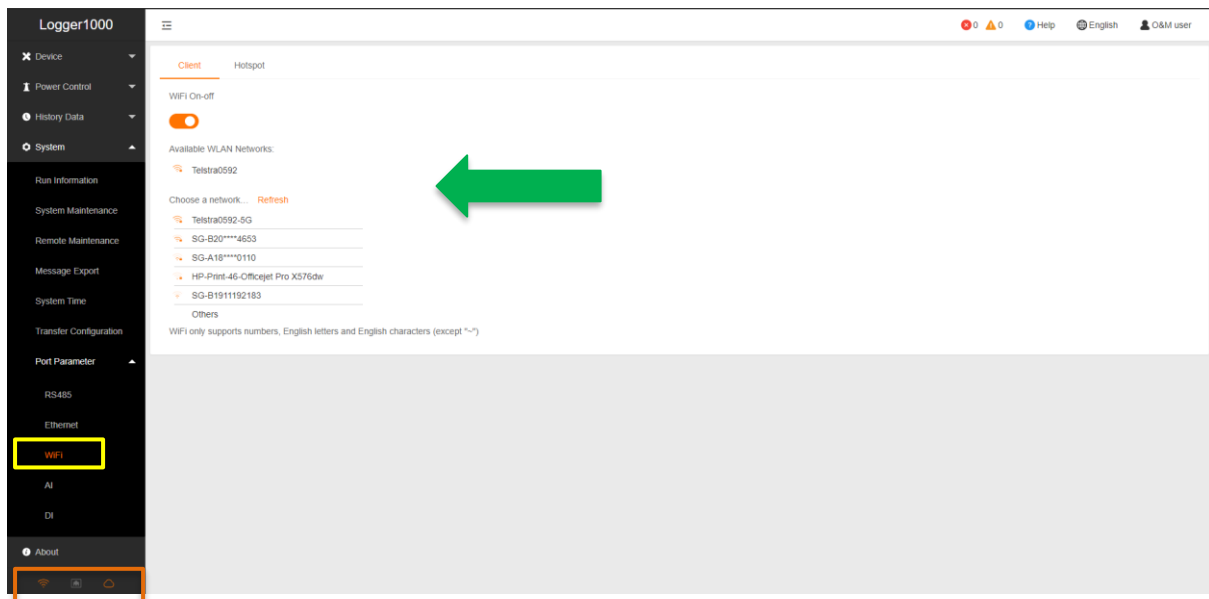 Logger1000
0 0 Help English O&M user
Device
Power Control
History Data
System
Run Information
System Maintenance
Remote Maintenance
Message Export
System Time
Transfer Configuration
Port Parameter
RS485
Ethernet
WiFi
AI
DI
About
Client Hotspot
WiFi On-off
Available WLAN Networks:
Telstra0592
Choose a network... Refresh
Telstra0592-5G
SG-B20****4653
SG-A18****0110
HP-Print-46-Officejet Pro X576dw
SG-B1911192183
Others
WiFi only supports numbers, English letters and English characters (except "~")